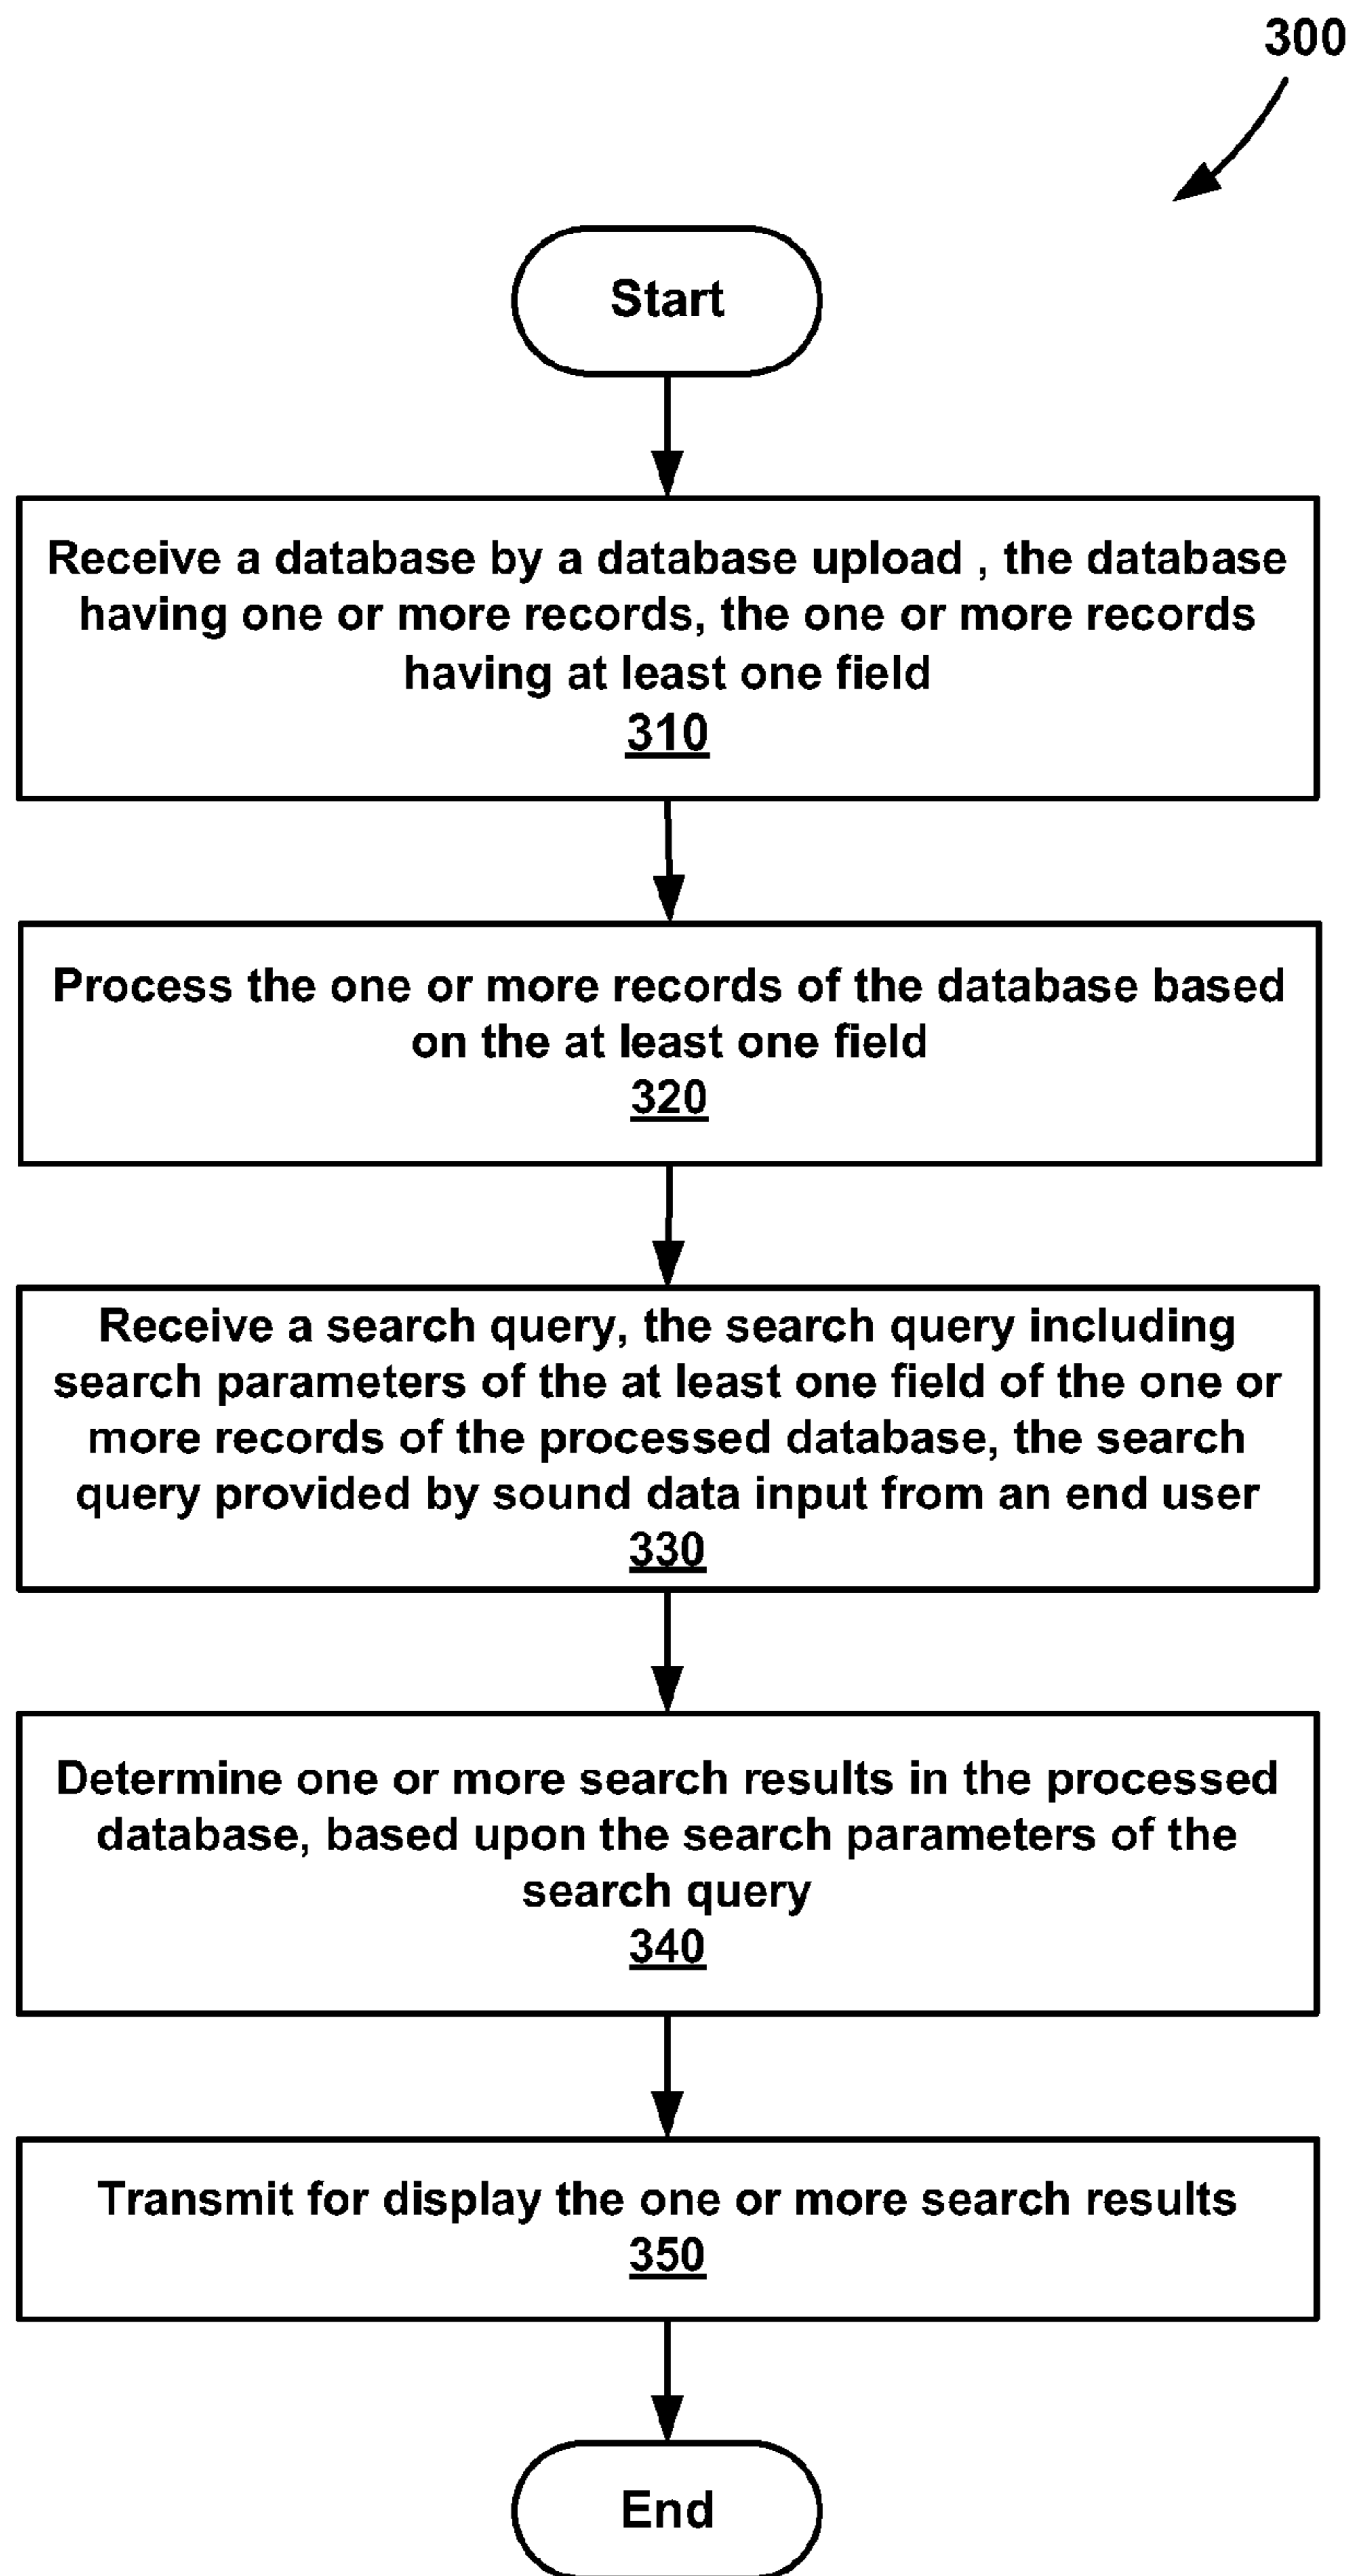 300
Start
Receive a database by a database upload , the database
having one or more records, the one or more records
having at least one field
310
Process the one or more records of the database based
on the at least one field
320
Receive a search query, the search query including
search parameters of the at least one field of the one or
more records of the processed database, the search
query provided by sound data input from an end user
330
Determine one or more search results in the processed
database, based upon the search parameters of the
search query
340
Transmit for display the one or more search results
350
End